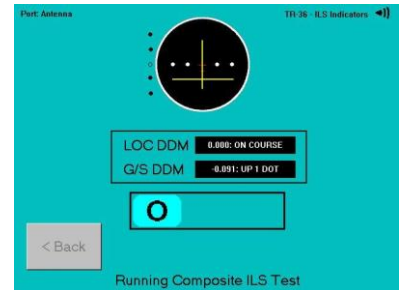 Port: Antenna
TR-36 - ILS Indicators
LOC DDM 0.000: ON COURSE
G/S DDM -0.091: UP 1 DOT
O
< Back
Running Composite ILS Test